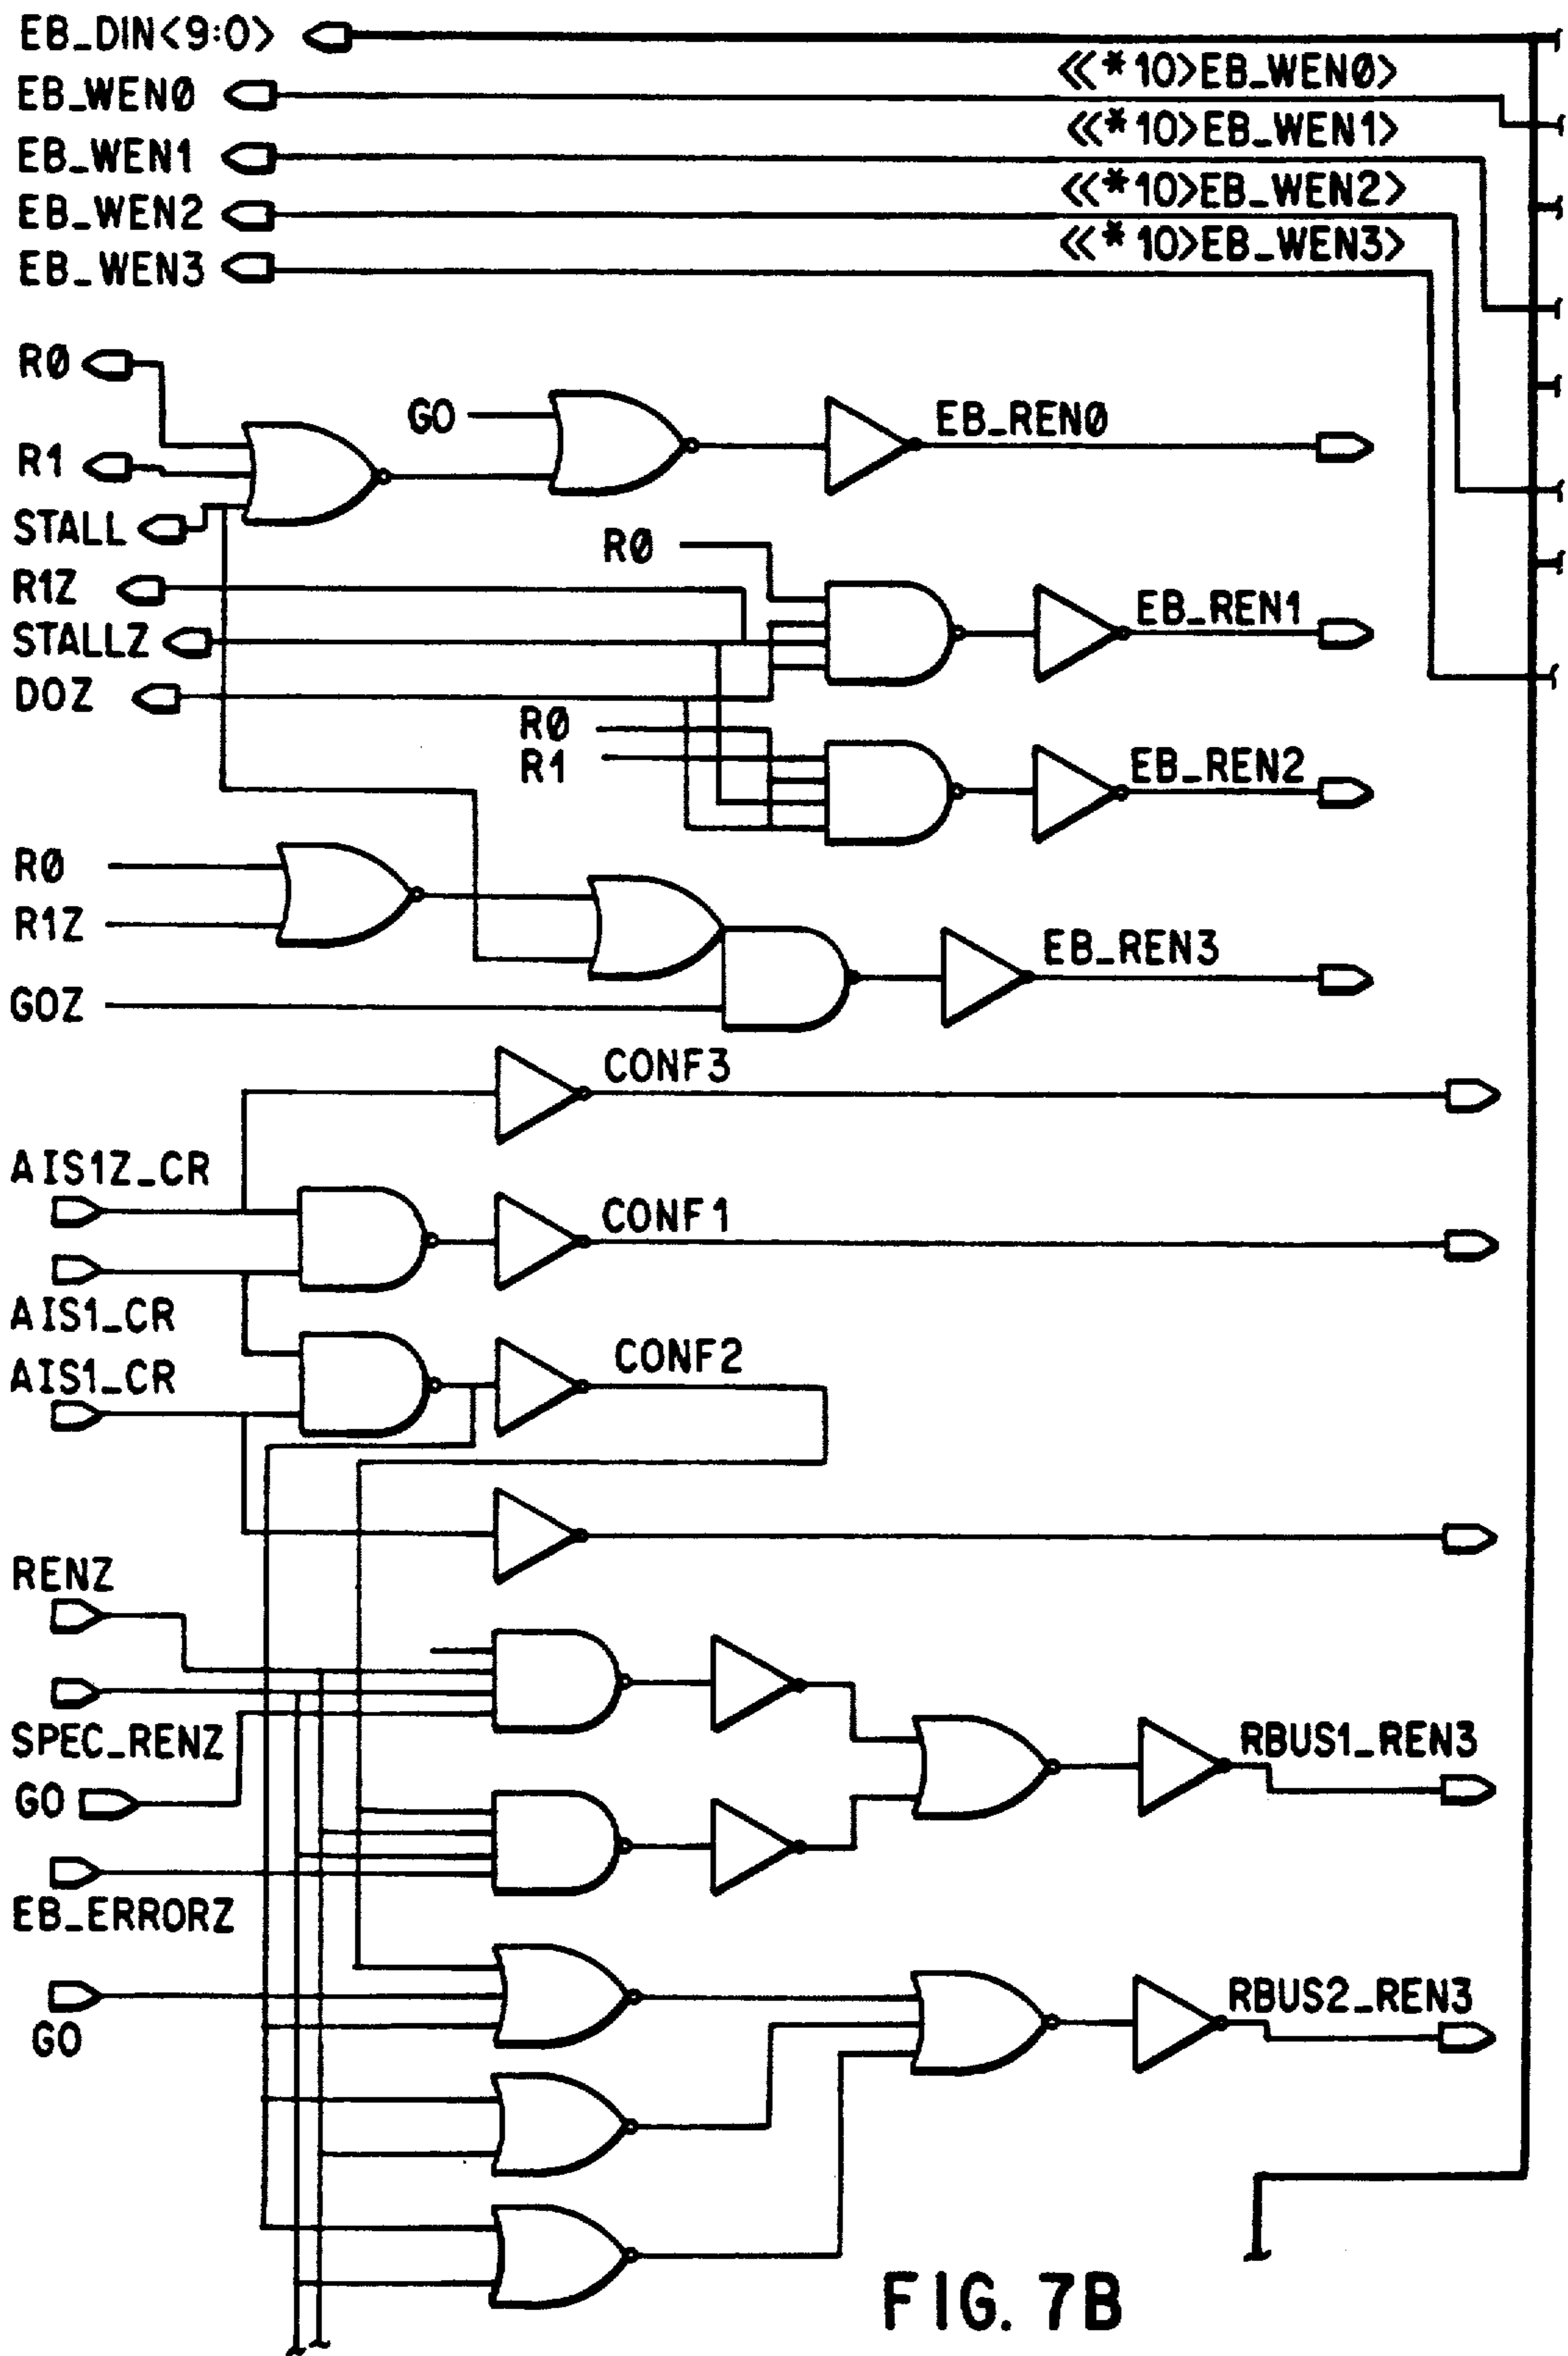 EB_DIN<9:0>
<<*10>EB_WEN0>
EB_WEN0
<<*10>EB_WEN1>
EB_WEN1
<<*10>EB_WEN2>
EB_WEN2
<<*10>EB_WEN3>
EB_WEN3
R0
GO
EB_REN0
R1
STALL
R0
R1Z
EB_REN1
STALLZ
DOZ
R0
R1
EB_REN2
R0
R1Z
EB_REN3
GOZ
CONF3
AIS1Z_CR
CONF1
AIS1_CR
CONF2
AIS1_CR
RENZ
SPEC_RENZ
RBUS1_REN3
GO
EB_ERRORZ
RBUS2_REN3
GO
FIG. 7B